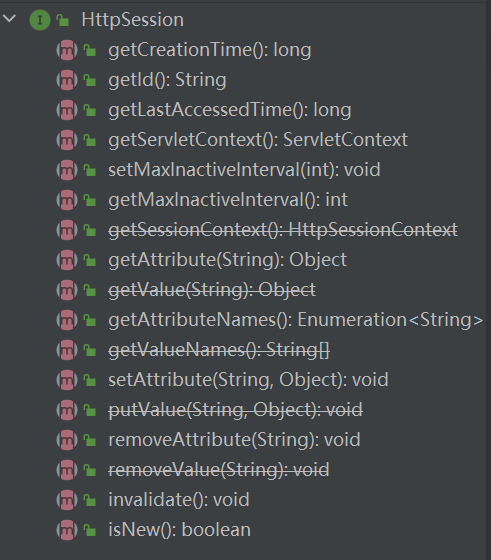 HttpSession
getCreationTime(): long
getId(): String
getLastAccessedTime(): long
getServletContext(): ServletContext
setMaxInactiveInterval(int): void
getMaxInactiveInterval(): int
getSessionContext(): HttpSessionContext
getAttribute(String): Object
getValue(String): Object
getAttributeNames(): Enumeration<String>
getValueNames(): String[]
setAttribute(String, Object): void
putValue(String, Object): void
removeAttribute(String): void
removeValue(String): void
invalidate(): void
isNew(): boolean